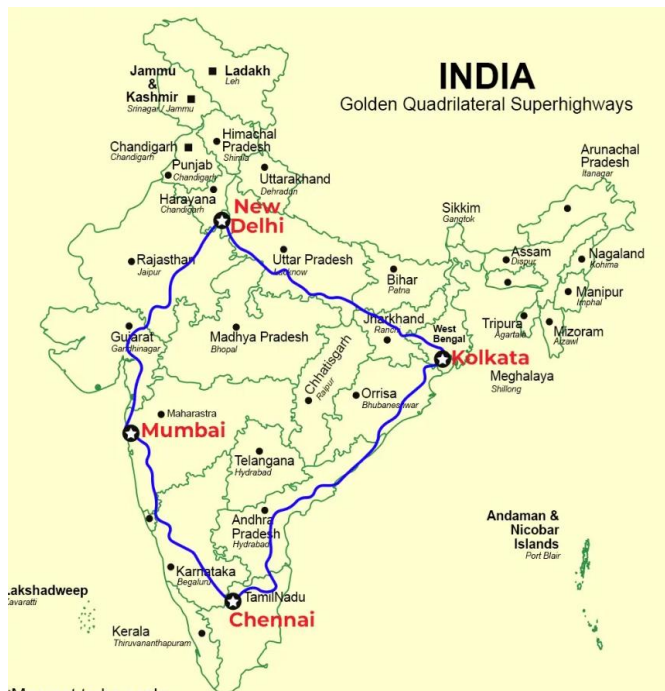 INDIA
Golden Quadrilateral Superhighways
Jammu
&
Kashmir
Srinagar/ Jammu
Ladakh
Leh
Chandigarh
Chandigarh
Himachal
Pradesh
Shimla
Punjab
Chandigarh
Uttarakhand
Dehradon
Harayana
Chandigarh
New
Delhi
Arunachal
Pradesh
Itanagar
Sikkim
Gangtok
Rajasthan
Jaipur
Uttar Pradesh
Lucknow
Assam
Dispur
Nagaland
Kohima
Bihar
Patna
Manipur
Imphal
Gujarat
Gandhinagar
Madhya Pradesh
Bhopal
Jharkhand
Ranchi
West
Bengal
Tripura
Agartala
Mizoram
Aizawl
Kolkata
Meghalaya
Shillong
Chhatisgarh
Raipur
Orrisa
Bhubaneshwar
Maharastra
Mumbai
Telangana
Hydrabad
Andhra
Pradesh
Hydrabad
Andaman &
Nicobar
Islands
Port Blair
Karnataka
Begaluru
Lakshadweep
Kavaratti
TamilNadu
Chennai
Kerala
Thiruvananthapuram